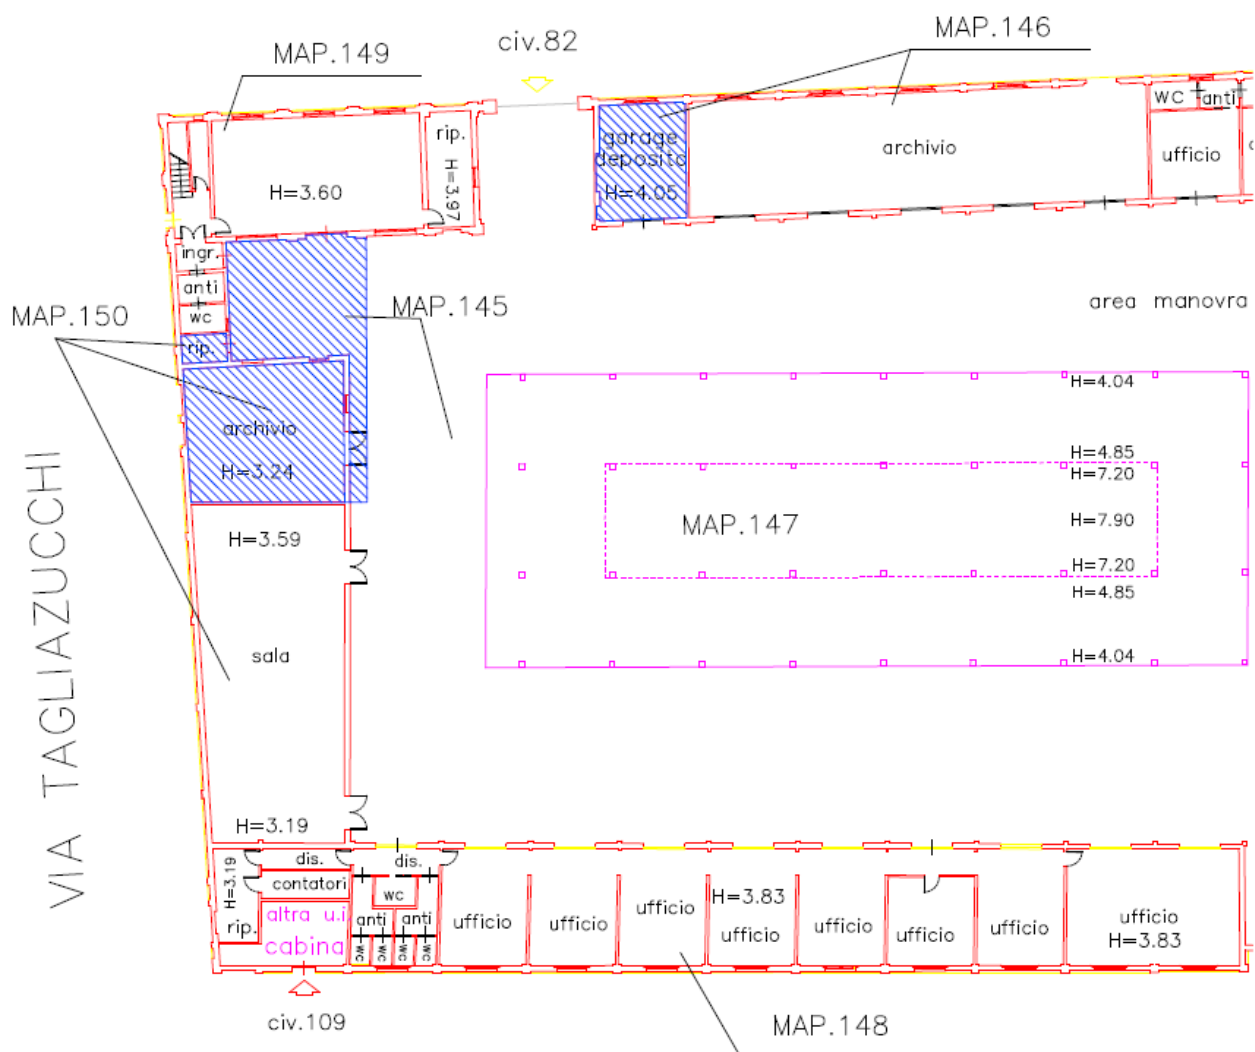 MAP.146
civ.82
MAP.149
WC
anti
rip.
garage
deposito
archivio
ufficio
H=3.60
H=3.97
H=4.05
ingr.
anti
wc
area manovra
MAP.150
MAP.145
rip.
H=4.04
archivio
H=3.24
H=4.85
H=7.20
MAP.147
H=7.90
H=3.59
H=7.20
H=4.85
sala
H=4.04
VIA TAGLIAZUCCHI
H=3.19
dis.
dis.
H=3.19
contatori
wc
H=3.83
altra u.i.
anti
anti
ufficio
ufficio
ufficio
ufficio
ufficio
ufficio
ufficio
ufficio
H=3.83
rip.
cabina
wc
wc
wc
wc
civ.109
MAP.148